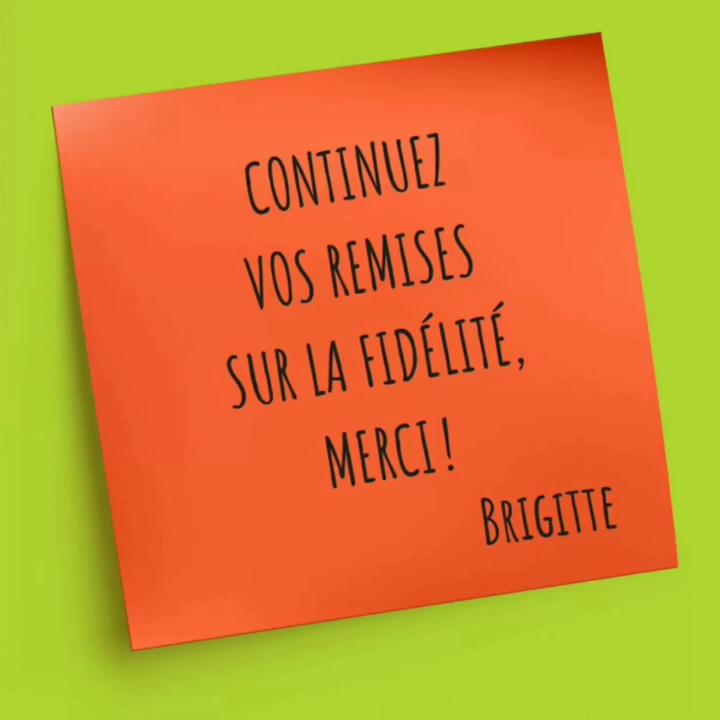 CONTINUEZ
VOS REMISES
SUR LA FIDÉLITÉ,
MERCI !
BRIGITTE